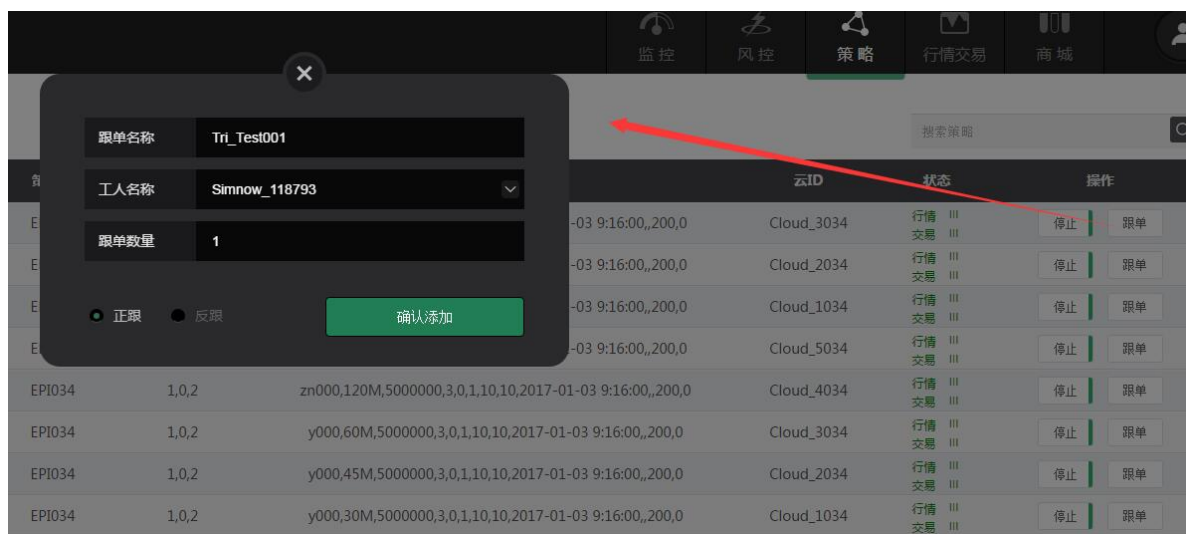 监控 风控 策略 行情交易 商城
搜索策略
跟单名称 Tri_Test001
工人名称 Simnow_118793
跟单数量 1
正跟 反跟 确认添加
云ID 状态 操作
-03 9:16:00,,200,0 Cloud_3034 行情 停止 跟单
交易
-03 9:16:00,,200,0 Cloud_2034 行情 停止 跟单
交易
-03 9:16:00,,200,0 Cloud_1034 行情 停止 跟单
交易
-03 9:16:00,,200,0 Cloud_5034 行情 停止 跟单
交易
EPI034 1,0,2 zn000,120M,5000000,3,0,1,10,10,2017-01-03 9:16:00,,200,0 Cloud_4034 行情 停止 跟单
交易
EPI034 1,0,2 y000,60M,5000000,3,0,1,10,10,2017-01-03 9:16:00,,200,0 Cloud_3034 行情 停止 跟单
交易
EPI034 1,0,2 y000,45M,5000000,3,0,1,10,10,2017-01-03 9:16:00,,200,0 Cloud_2034 行情 停止 跟单
交易
EPI034 1,0,2 y000,30M,5000000,3,0,1,10,10,2017-01-03 9:16:00,,200,0 Cloud_1034 行情 停止 跟单
交易